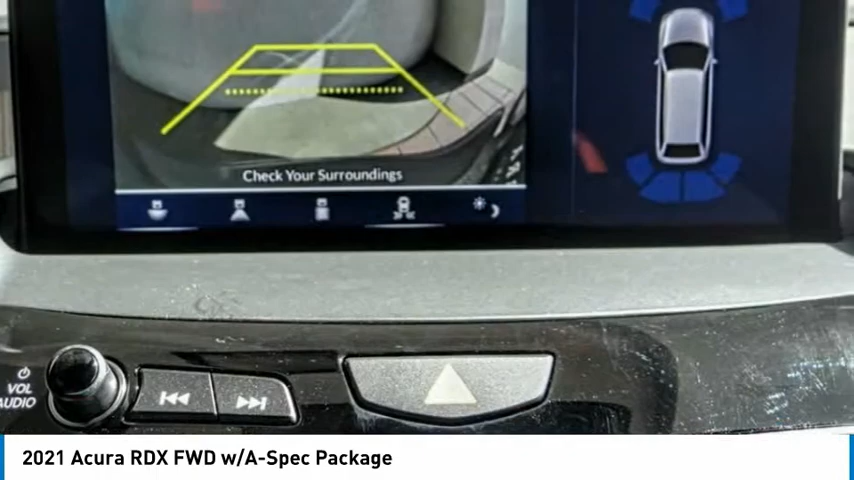 Check Your Surroundings
VOL
AUDIO
2021 Acura RDX FWD w/A-Spec Package